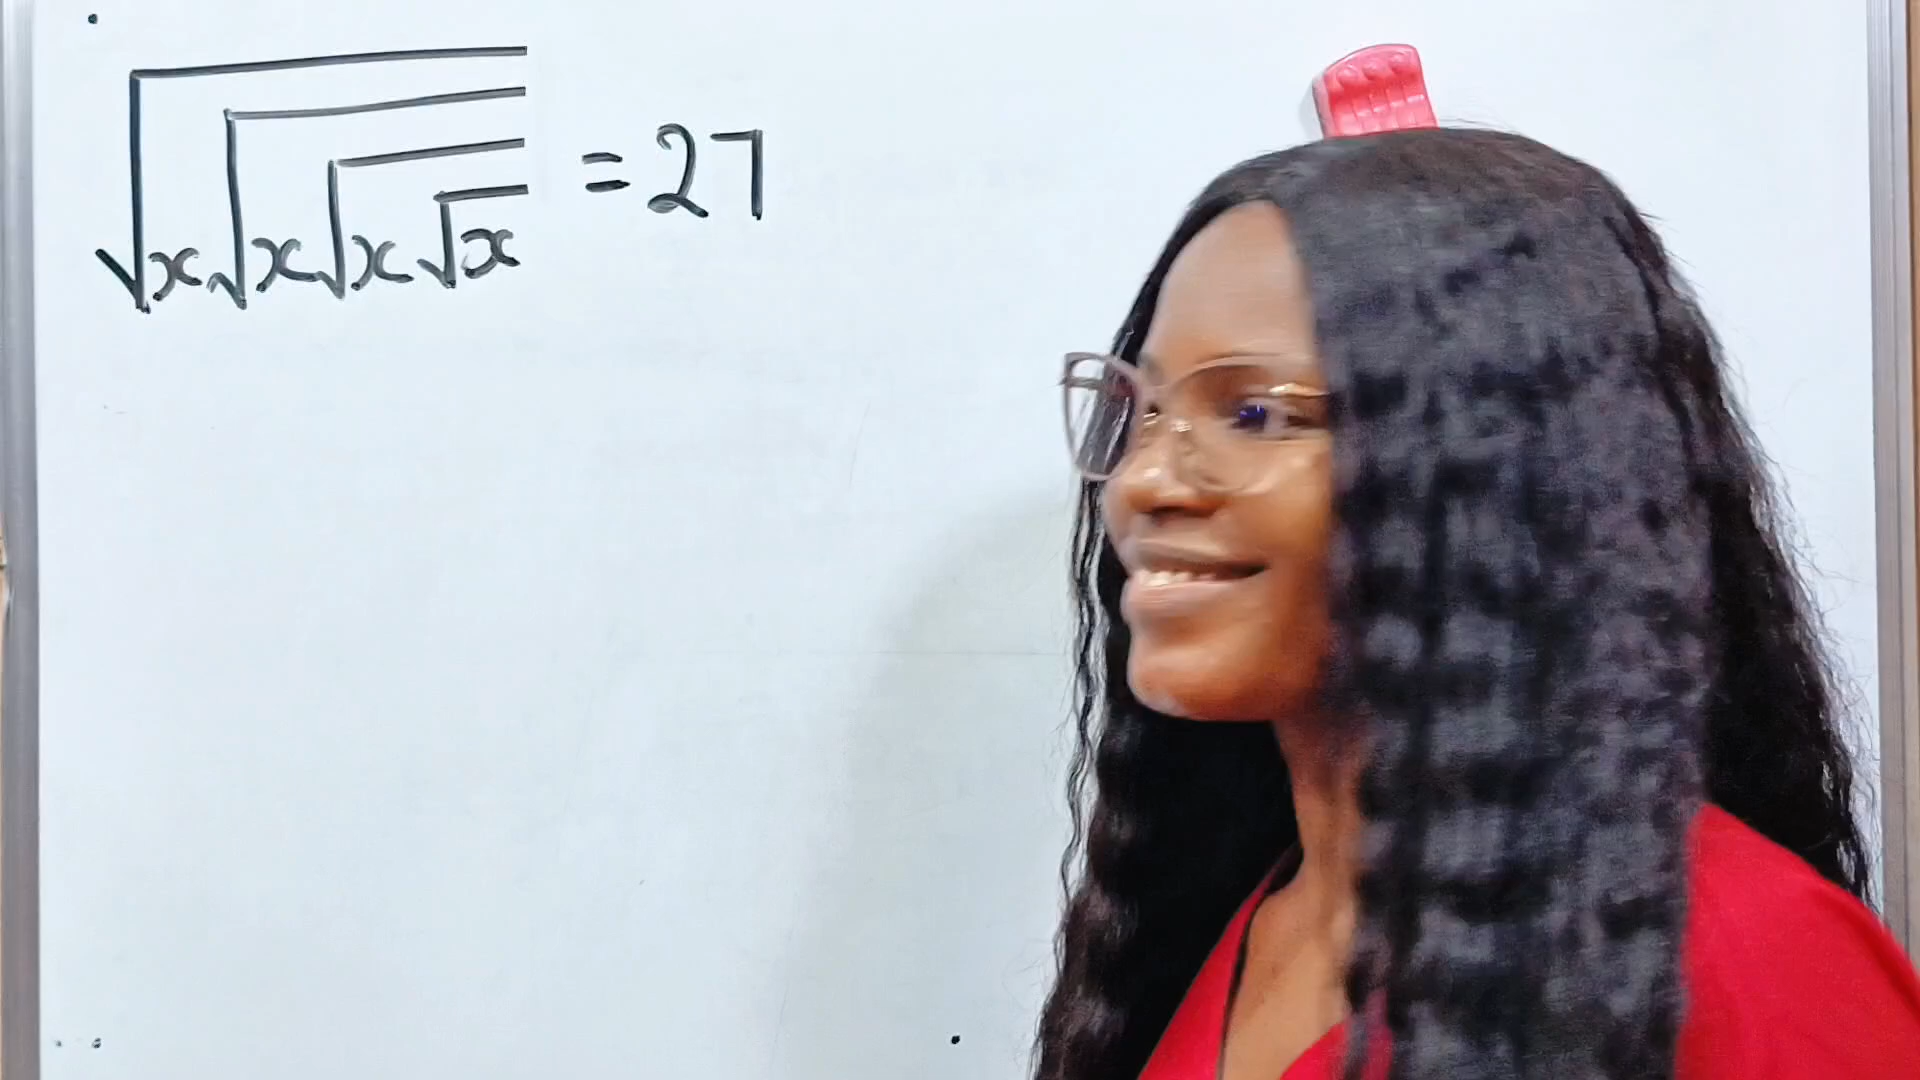 √(x√(x√(x√x))) = 27